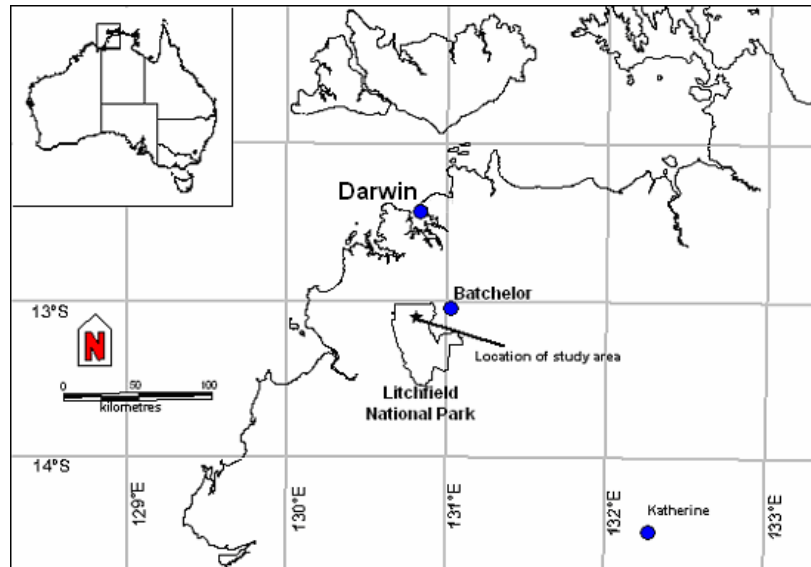 Darwin
Batchelor
13°S
N
Location of study area
0 50 100
kilometres
Litchfield
National Park
14°S
129°E
130°E
131°E
132°E
133°E
Katherine